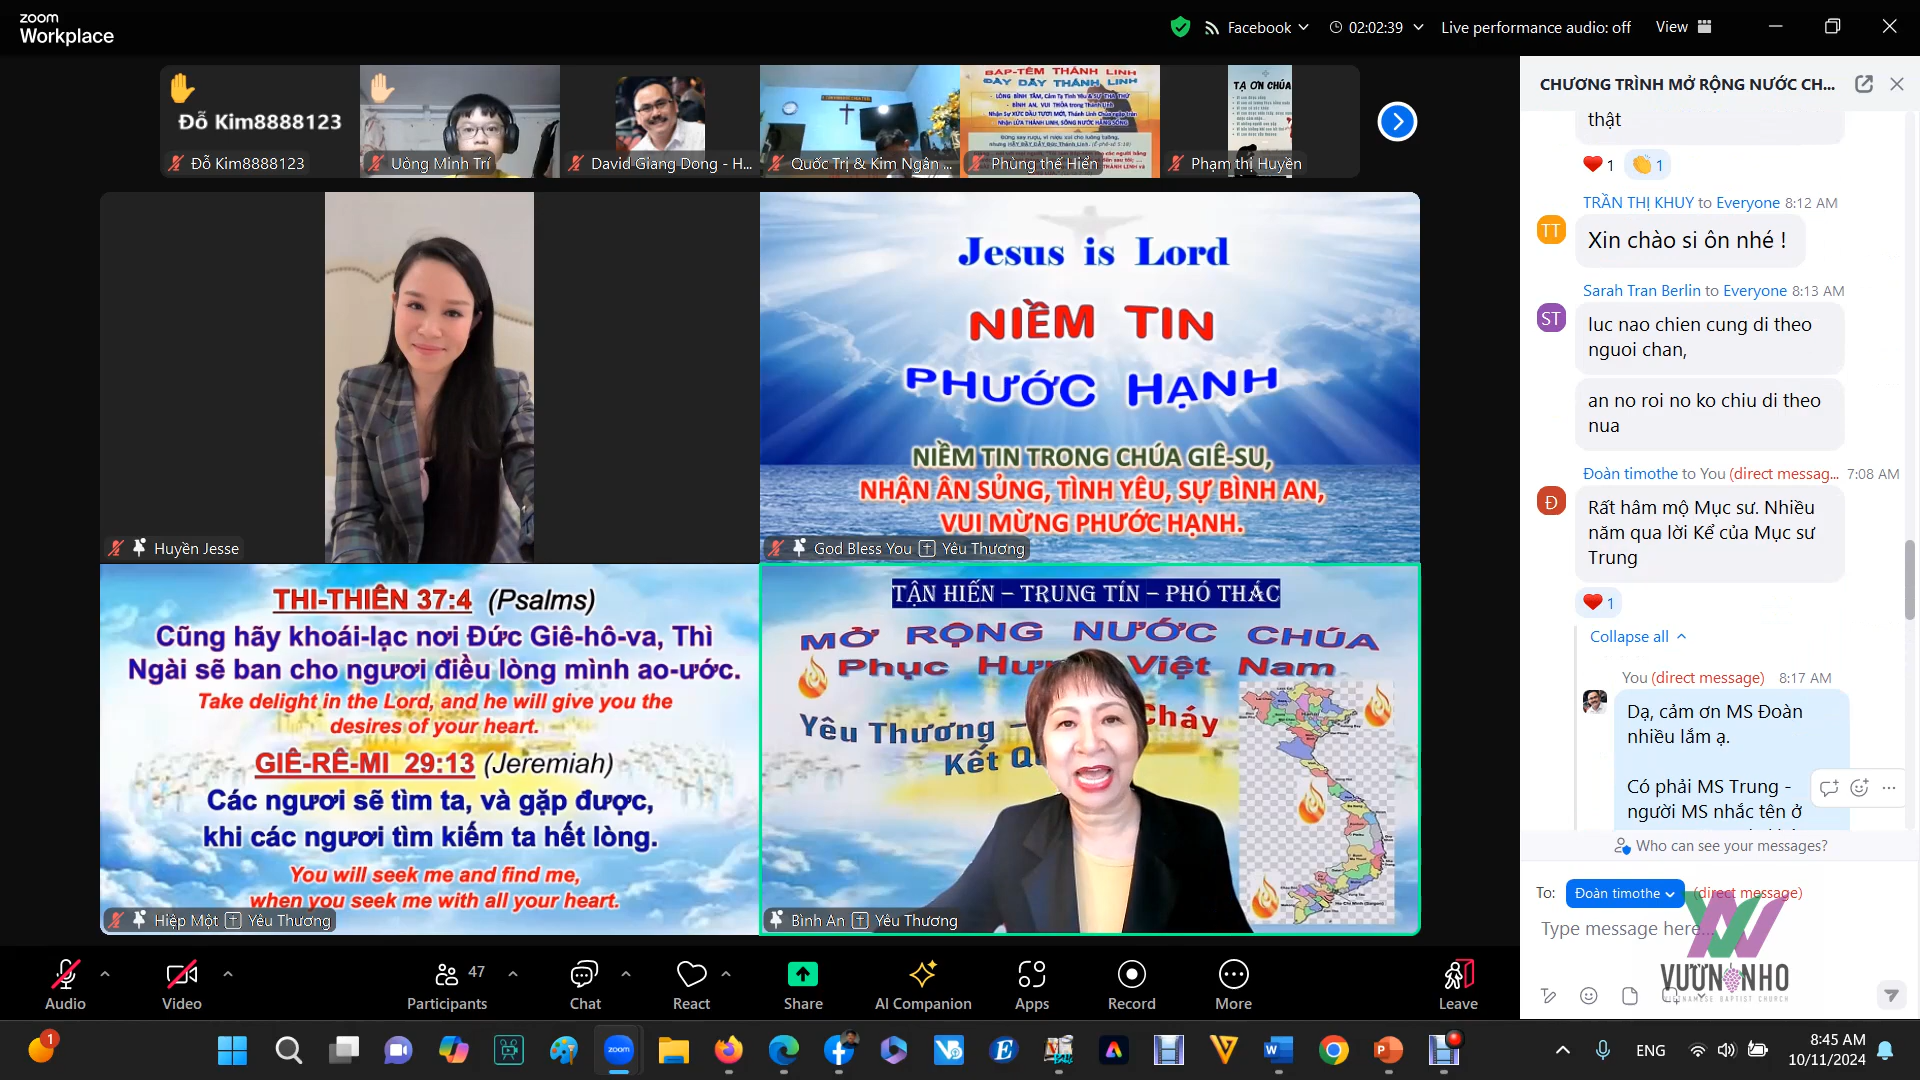 zoom
Workplace
Facebook
02:02:39
Live performance audio: off
View
Đỗ Kim8888123
Đỗ Kim8888123
Uông Minh Trí
David Giang Dong - H...
Quốc Trị & Kim Ngân ...
BAP-TÊM THÁNH LINH
ĐẦY DẪY THÁNH LINH
Phùng thế Hiển
TẠ ƠN CHÚA
Phạm thị Huyền
Huyền Jesse
Jesus is Lord
NIỀM TIN
PHƯỚC HẠNH
NIỀM TIN TRONG CHÚA GIÊ-SU,
NHẬN ÂN SỦNG, TÌNH YÊU, SỰ BÌNH AN,
VUI MỪNG PHƯỚC HẠNH.
God Bless You Yêu Thương
THI-THIÊN 37:4 (Psalms)
Cũng hãy khoái-lạc nơi Đức Giê-hô-va, Thì
Ngài sẽ ban cho ngươi điều lòng mình ao-ước.
Take delight in the Lord, and he will give you the
desires of your heart.
GIÊ-RÊ-MI 29:13 (Jeremiah)
Các ngươi sẽ tìm ta, và gặp được,
khi các ngươi tìm kiếm ta hết lòng.
You will seek me and find me,
when you seek me with all your heart.
Hiệp Một Yêu Thương
TẬN HIẾN – TRUNG TÍN – PHÓ THÁC
MỞ RỘNG NƯỚC CHÚA
Phục Hưng Việt Nam
Yêu Thương – Cháy
Kết Qu
Bình An Yêu Thương
CHƯƠNG TRÌNH MỞ RỘNG NƯỚC CH...
thật
1 1
TRẦN THỊ KHUY to Everyone 8:12 AM
TT
Xin chào si ôn nhé !
Sarah Tran Berlin to Everyone 8:13 AM
ST
luc nao chien cung di theo
nguoi chan,
an no roi no ko chiu di theo
nua
Đoàn timothe to You (direct messag... 7:08 AM
Đ
Rất hâm mộ Mục sư. Nhiều
năm qua lời Kể của Mục sư
Trung
1
Collapse all
You (direct message) 8:17 AM
Dạ, cảm ơn MS Đoàn
nhiều lắm ạ.
Có phải MS Trung -
người MS nhắc tên ở
Who can see your messages?
To: Đoàn timothe (direct message)
Type message here...
VƯỜN NHO
VIETNAMESE BAPTIST CHURCH
Audio
Video
47
Participants
Chat
React
Share
AI Companion
Apps
Record
More
Leave
1
zoom
ENG
8:45 AM
10/11/2024